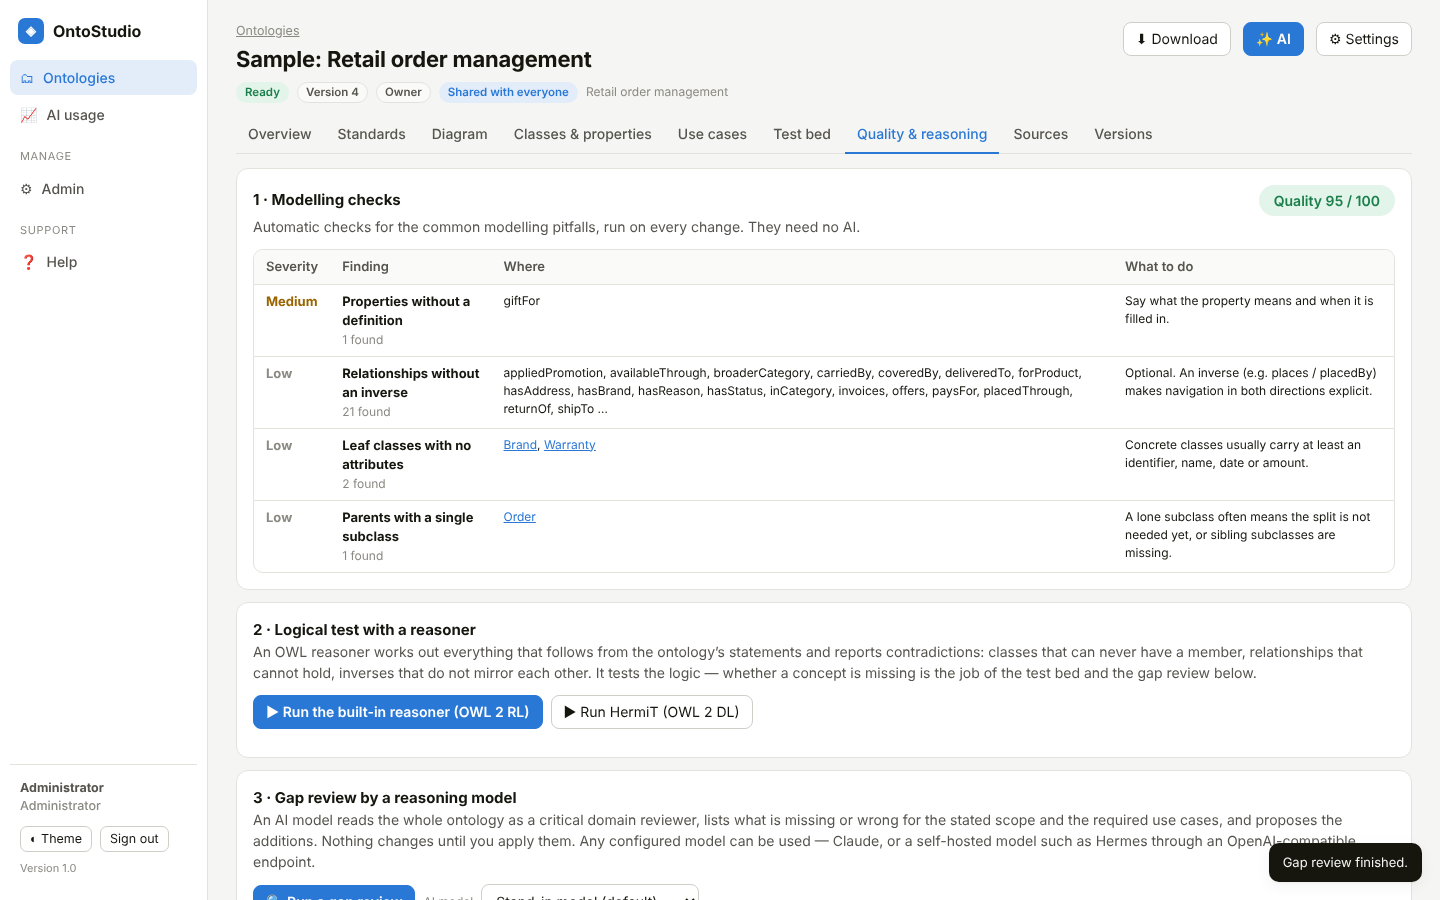 OntoStudio
Ontologies
AI usage
MANAGE
Admin
SUPPORT
Help
Administrator
Administrator
Theme
Sign out
Version 1.0
Ontologies
Sample: Retail order management
Ready
Version 4
Owner
Shared with everyone
Retail order management
Download
AI
Settings
Overview
Standards
Diagram
Classes & properties
Use cases
Test bed
Quality & reasoning
Sources
Versions
1 · Modelling checks
Quality 95 / 100
Automatic checks for the common modelling pitfalls, run on every change. They need no AI.
Severity
Finding
Where
What to do
Medium
Properties without a
definition
1 found
giftFor
Say what the property means and when it is
filled in.
Low
Relationships without
an inverse
21 found
appliedPromotion, availableThrough, broaderCategory, carriedBy, coveredBy, deliveredTo, forProduct,
hasAddress, hasBrand, hasReason, hasStatus, inCategory, invoices, offers, paysFor, placedThrough,
returnOf, shipTo ...
Optional. An inverse (e.g. places / placedBy)
makes navigation in both directions explicit.
Low
Leaf classes with no
attributes
2 found
Brand, Warranty
Concrete classes usually carry at least an
identifier, name, date or amount.
Low
Parents with a single
subclass
1 found
Order
A lone subclass often means the split is not
needed yet, or sibling subclasses are
missing.
2 · Logical test with a reasoner
An OWL reasoner works out everything that follows from the ontology's statements and reports contradictions: classes that can never have a member, relationships that
cannot hold, inverses that do not mirror each other. It tests the logic — whether a concept is missing is the job of the test bed and the gap review below.
Run the built-in reasoner (OWL 2 RL)
Run HermiT (OWL 2 DL)
3 · Gap review by a reasoning model
An AI model reads the whole ontology as a critical domain reviewer, lists what is missing or wrong for the stated scope and the required use cases, and proposes the
additions. Nothing changes until you apply them. Any configured model can be used — Claude, or a self-hosted model such as Hermes through an OpenAI-compatible
endpoint.
Gap review finished.
Run a gap review
AI model
Stand-in model (default)